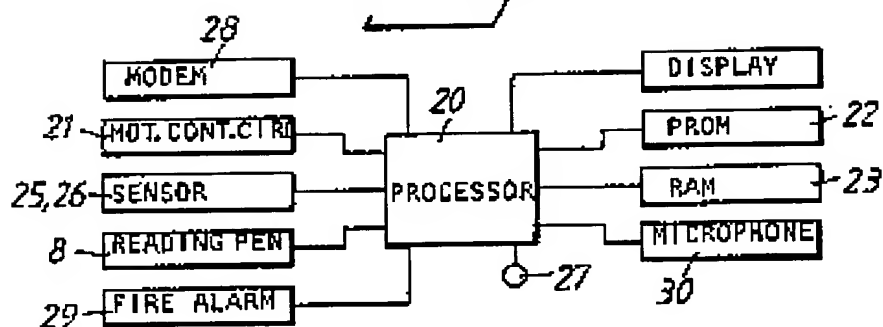 28
MODEM
DISPLAY
20
21
MOT.CONT.CTRL
PROM
22
25,26
SENSOR
PROCESSOR
RAM
23
8
READING PEN
MICROPHONE
29
FIRE ALARM
27
30